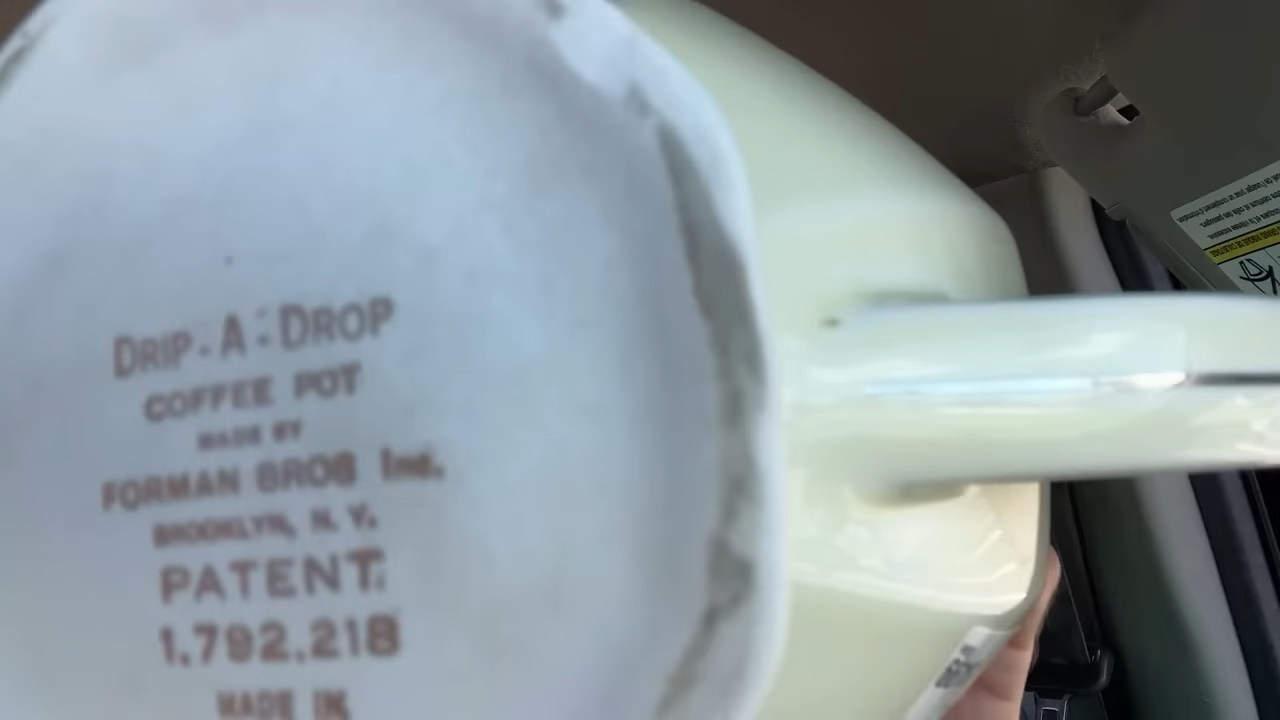 DRIP-A-DROP
COFFEE POT
MADE BY
FORMAN BROS Inc.
BROOKLYN, N. Y.
PATENT
1,792,218
MADE IN